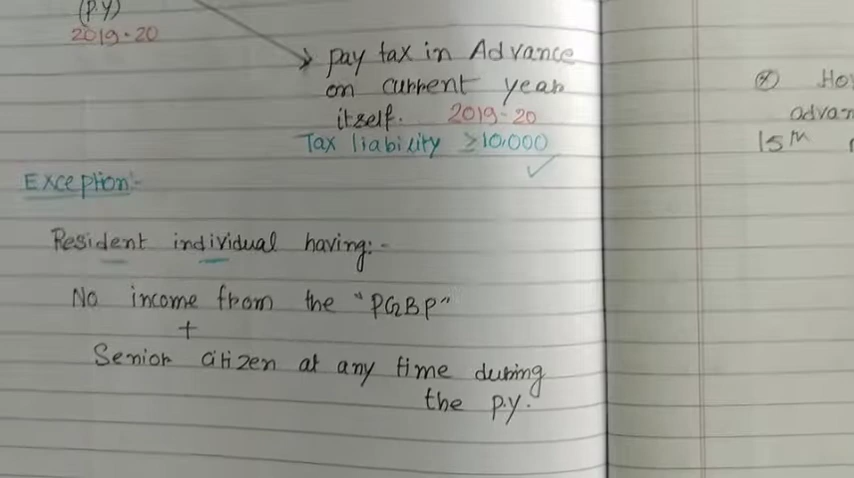 (P.Y)
2019-20
pay tax in Advance
on current year
itself. 2019-20
Tax liability ≥10,000
Exception:-
Resident individual having:-
No income from the "PGBP"
+
Senior citizen at any time during
the p.y.
advan
15th